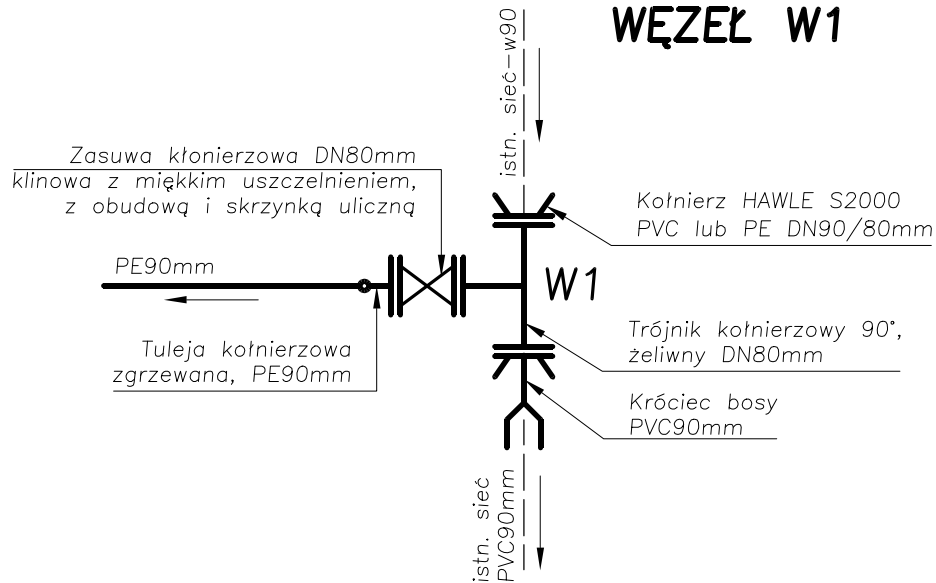 WĘZEŁ W1
istn. sieć-w90
Zasuwa kłonierzowa DN80mm
klinowa z miękkim uszczelnieniem,
z obudową i skrzynką uliczną
Kołnierz HAWLE S2000
PVC lub PE DN90/80mm
PE90mm
W1
Tuleja kołnierzowa
zgrzewana, PE90mm
Trójnik kołnierzowy 90°,
żeliwny DN80mm
Króciec bosy
PVC90mm
istn. sieć
PVC90mm